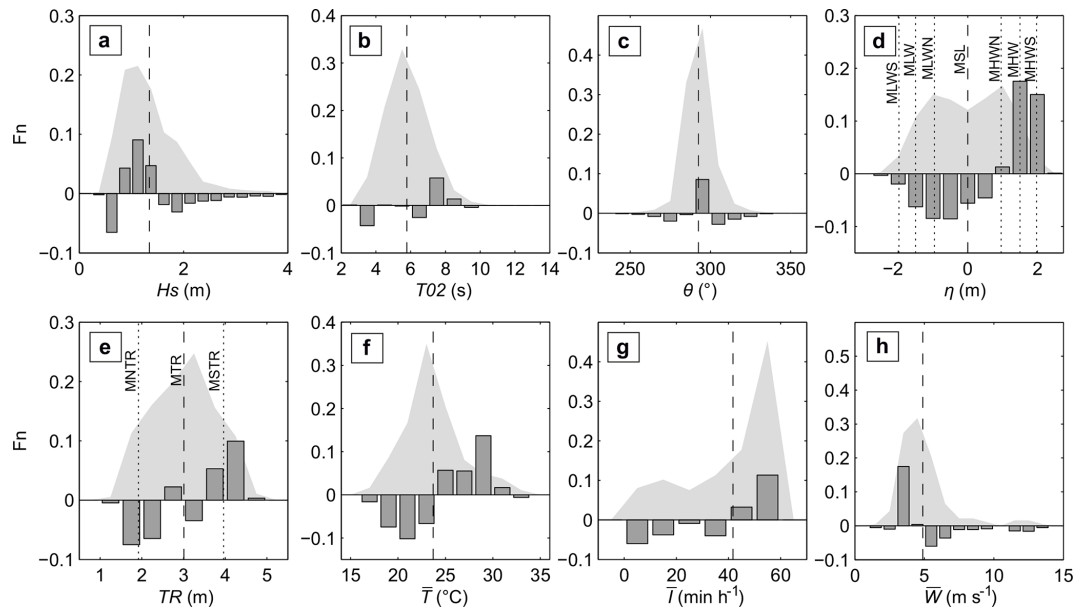 a
0.3
0.2
0.1
0
−0.1
Fn
0
2
4
Hs (m)
b
0.4
0.3
0.2
0.1
0
−0.1
2
4
6
8
10
12
14
T02 (s)
c
0.4
0.3
0.2
0.1
0
−0.1
250
300
350
θ (°)
d
MLWS
MLW
MLWN
MSL
MHWN
MHW
MHWS
0.3
0.2
0.1
0
−0.1
−2
0
2
η (m)
e
MNTR
MTR
MSTR
0.3
0.2
0.1
0
−0.1
Fn
1
2
3
4
5
TR (m)
f
0.4
0.3
0.2
0.1
0
−0.1
15
20
25
30
35
T̅ (°C)
g
0.5
0.4
0.3
0.2
0.1
0
−0.1
0
20
40
60
I̅ (min h⁻¹)
h
0.5
0.4
0.3
0.2
0.1
0
−0.1
0
5
10
15
W̅ (m s⁻¹)